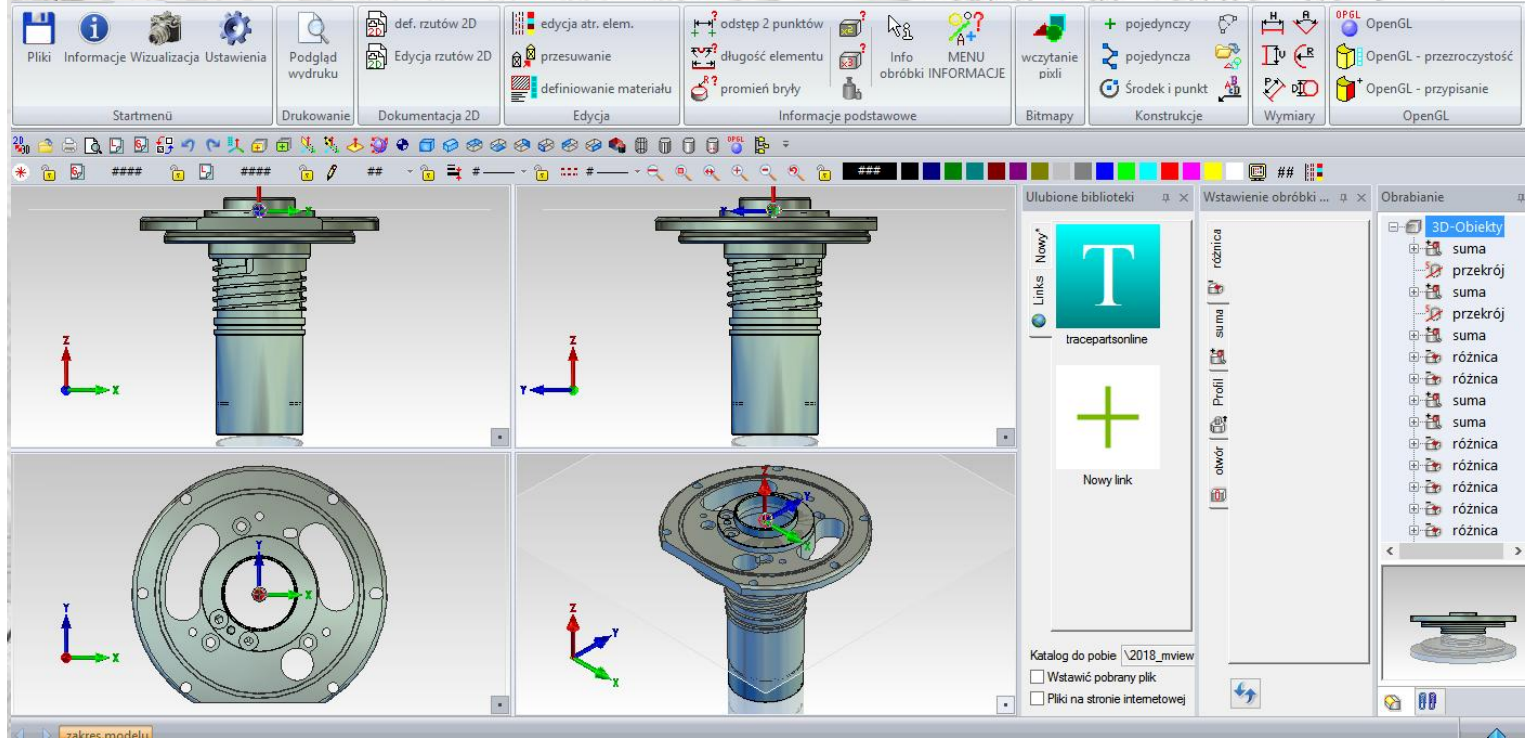 Pliki
Informacje
Wizualizacja
Ustawienia
Startmenü
Podgląd
wydruku
Drukowanie
def. rzutów 2D
Edycja rzutów 2D
Dokumentacja 2D
edycja atr. elem.
przesuwanie
definiowanie materiału
Edycja
odstęp 2 punktów
długość elementu
promień bryły
Info
obróbki
MENU
INFORMACJE
Informacje podstawowe
wczytanie
pixli
Bitmapy
pojedynczy
pojedyncza
Środek i punkt
Konstrukcje
Wymiary
OpenGL
OpenGL - przezroczystość
OpenGL - przypisanie
OpenGL
####
####
##
#
#
###
##
Ulubione biblioteki
Nowy*
Links
T
tracepartsonline
Nowy link
Katalog do pobie \2018_mview
Wstawić pobrany plik
Pliki na stronie internetowej
Wstawienie obróbki ...
różnica
suma
Profil
otwór
Obrabianie
3D-Obiekty
suma
przekrój
suma
przekrój
suma
różnica
różnica
suma
suma
różnica
różnica
różnica
różnica
różnica
Z
X
Z
Y
Y
X
Y
X
Z
Y
X
Z
Y
X
zakres modelu